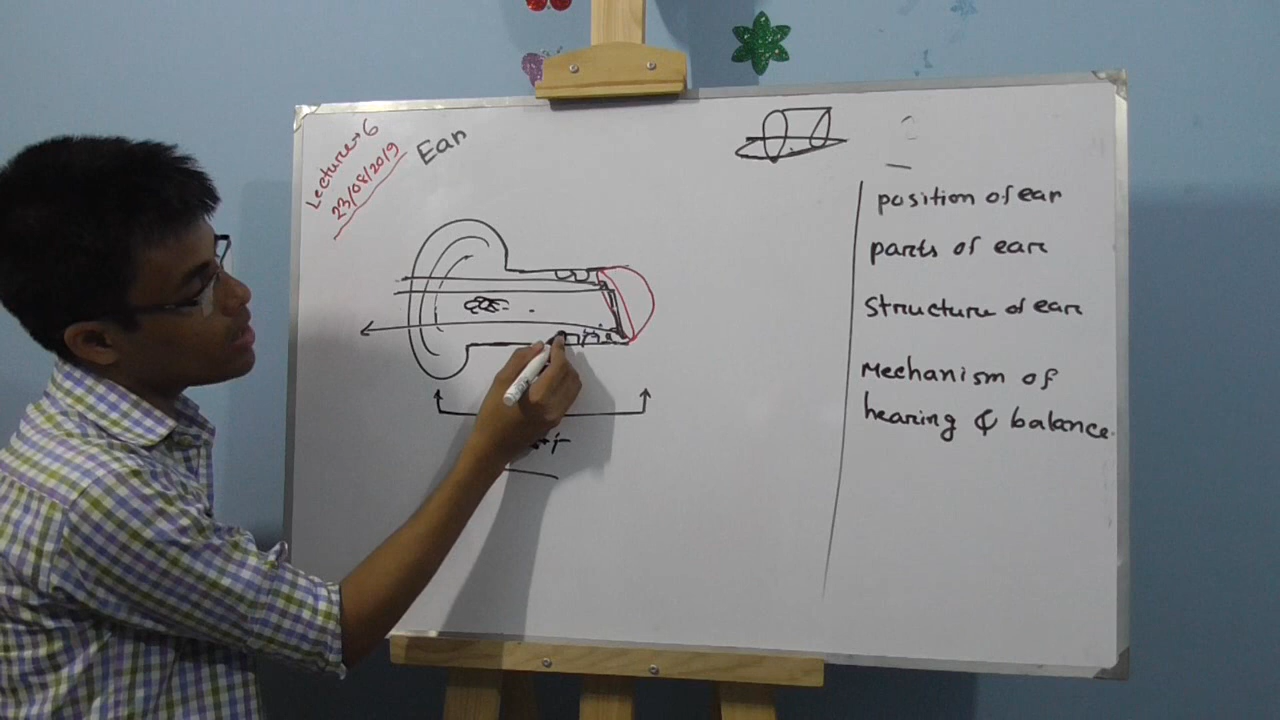 Lecture→6
23/08/2019
Ear
position of ear
parts of ear
structure of ear
Mechanism of
hearing & balance.